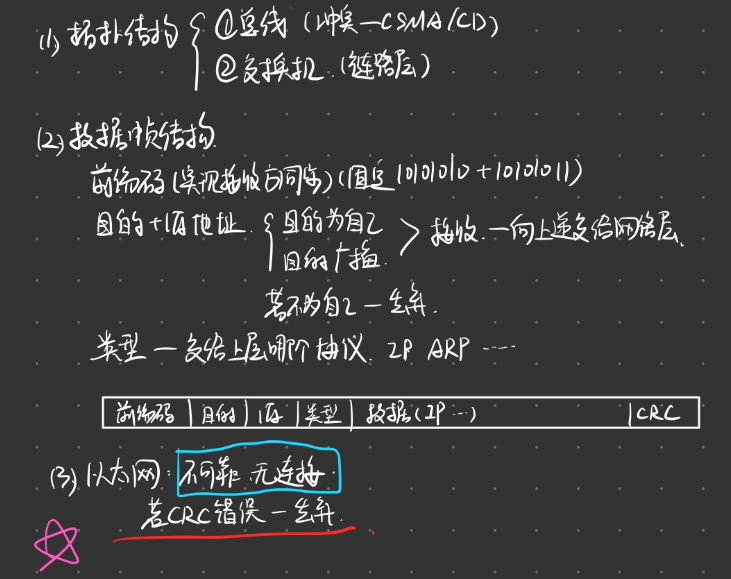 (1) 拓扑结构 { ①总线 (冲突—CSMA/CD)
②交换机 (链路层)
(2) 数据帧结构
前缀码 (实现接收方同步) (固定 10101010 + 10101011)
目的+源地址 { 目的为自己
目的广播 > 接收 — 向上递交给网络层.
若不为自己 — 丢弃.
类型 — 交给上层哪个协议. IP ARP ……
前缀码 | 目的 | 源 | 类型 | 数据(IP…) | CRC
(3) 以太网: 不可靠 无连接.
若CRC错误 — 丢弃.